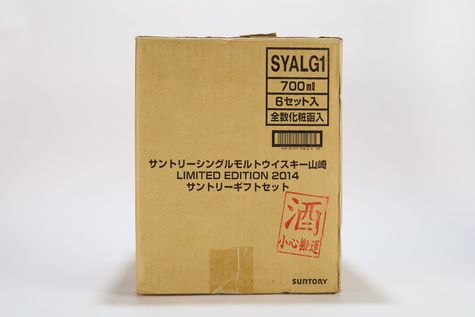 SYALG1
700ml
6セット入
全数化粧函入
サントリーシングルモルトウイスキー山崎
LIMITED EDITION 2014
サントリーギフトセット
酒
小心搬運
SUNTORY